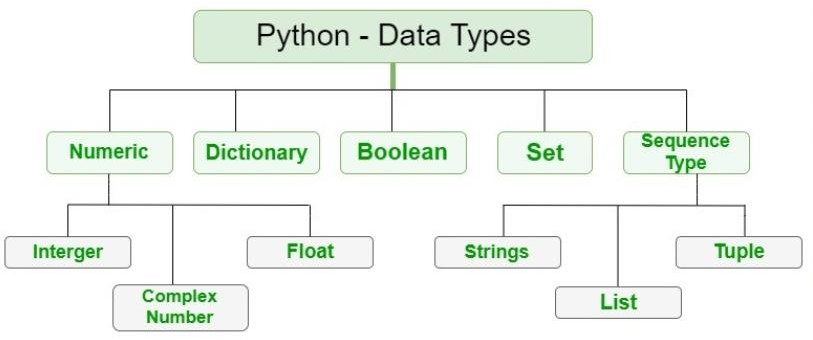 Python - Data Types
Numeric
Dictionary
Boolean
Set
Sequence
Type
Interger
Complex
Number
Float
Strings
List
Tuple